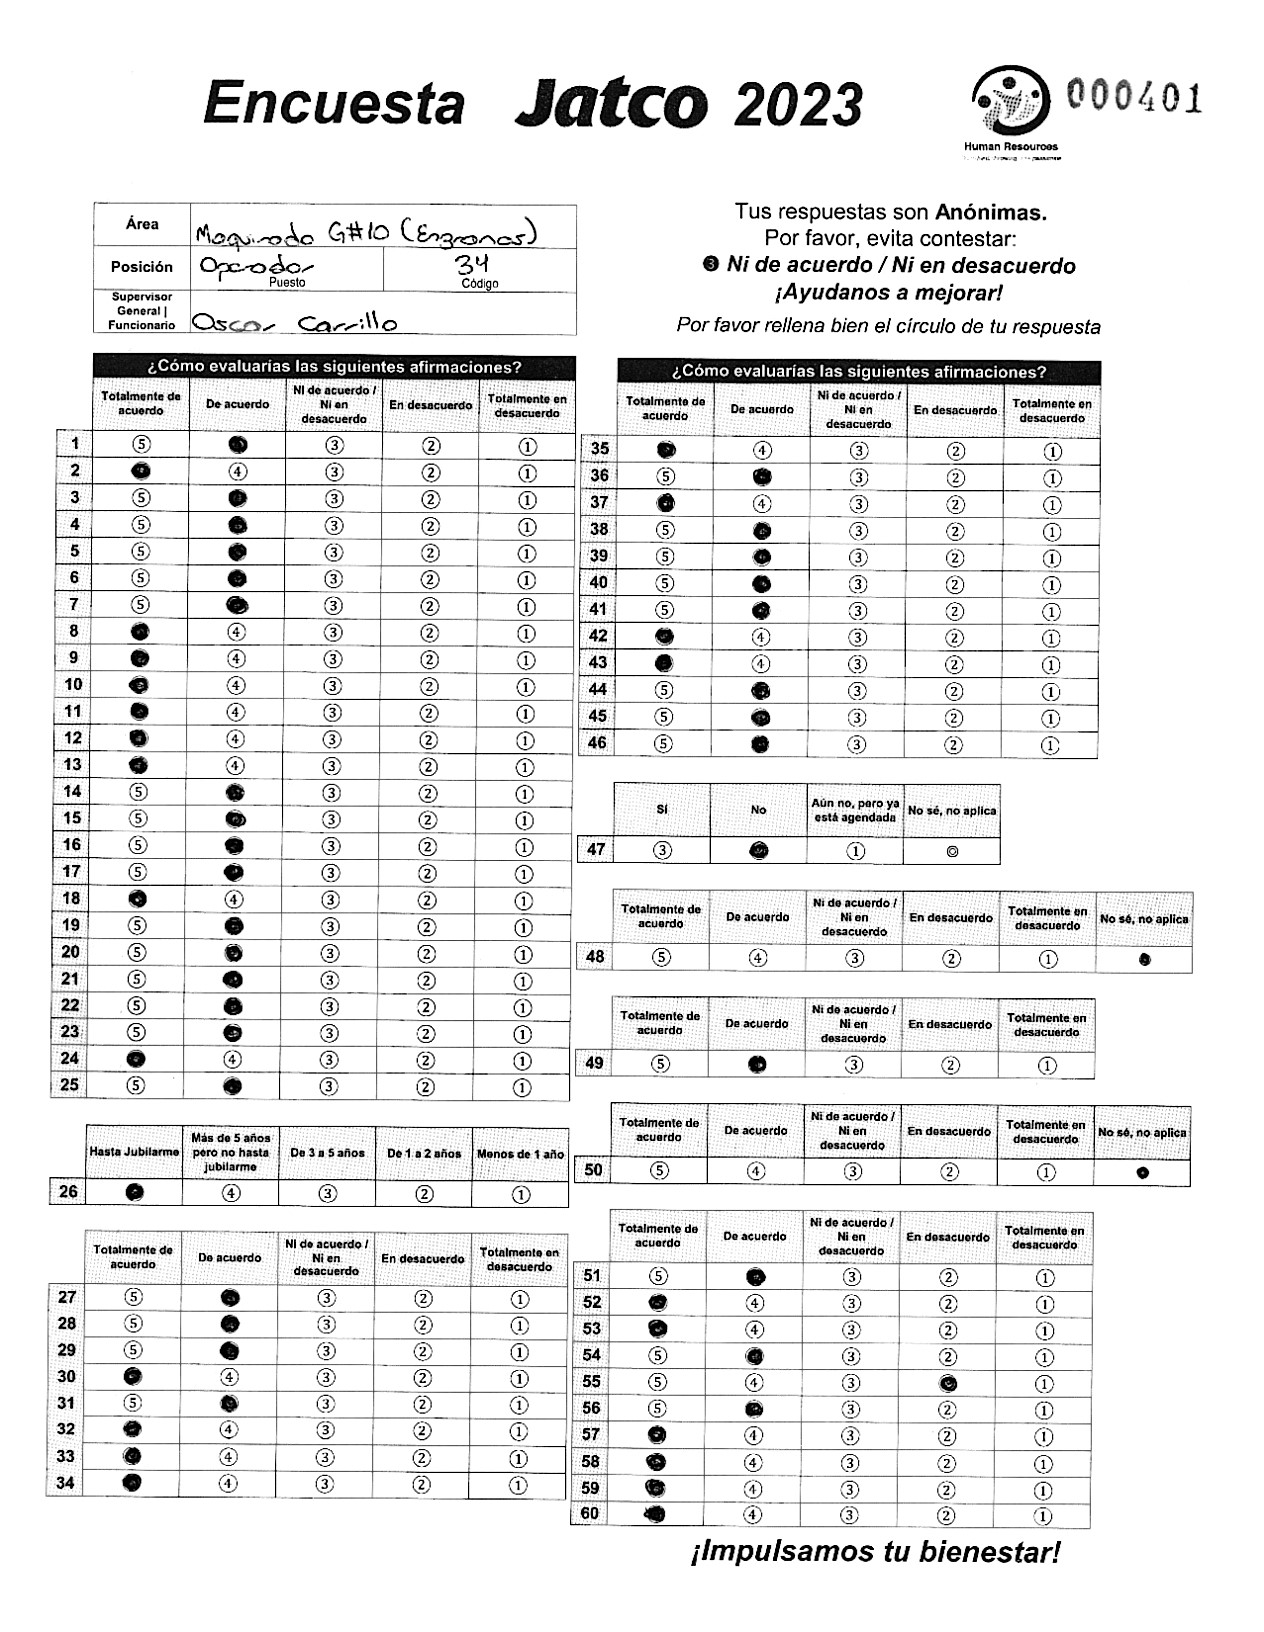 Encuesta Jatco 2023
000401
Human Resources
Área
Maquinado G#10 (Engranes)
Posición
Operador
Puesto
34
Código
Supervisor General | Funcionario
Oscar Carrillo
Tus respuestas son Anónimas.
Por favor, evita contestar:
❸ Ni de acuerdo / Ni en desacuerdo
¡Ayudanos a mejorar!
Por favor rellena bien el círculo de tu respuesta
¿Cómo evaluarías las siguientes afirmaciones?
Totalmente de acuerdo De acuerdo Ni de acuerdo / Ni en desacuerdo En desacuerdo Totalmente en desacuerdo
1 ⑤ ● ③ ② ①
2 ● ④ ③ ② ①
3 ⑤ ● ③ ② ①
4 ⑤ ● ③ ② ①
5 ⑤ ● ③ ② ①
6 ⑤ ● ③ ② ①
7 ⑤ ● ③ ② ①
8 ● ④ ③ ② ①
9 ● ④ ③ ② ①
10 ● ④ ③ ② ①
11 ● ④ ③ ② ①
12 ● ④ ③ ② ①
13 ● ④ ③ ② ①
14 ⑤ ● ③ ② ①
15 ⑤ ● ③ ② ①
16 ⑤ ● ③ ② ①
17 ⑤ ● ③ ② ①
18 ● ④ ③ ② ①
19 ⑤ ● ③ ② ①
20 ⑤ ● ③ ② ①
21 ⑤ ● ③ ② ①
22 ⑤ ● ③ ② ①
23 ⑤ ● ③ ② ①
24 ● ④ ③ ② ①
25 ⑤ ● ③ ② ①
Hasta Jubilarme Más de 5 años pero no hasta jubilarme De 3 a 5 años De 1 a 2 años Menos de 1 año
26 ● ④ ③ ② ①
Totalmente de acuerdo De acuerdo Ni de acuerdo / Ni en desacuerdo En desacuerdo Totalmente en desacuerdo
27 ⑤ ● ③ ② ①
28 ⑤ ● ③ ② ①
29 ⑤ ● ③ ② ①
30 ● ④ ③ ② ①
31 ⑤ ● ③ ② ①
32 ● ④ ③ ② ①
33 ● ④ ③ ② ①
34 ● ④ ③ ② ①
¿Cómo evaluarías las siguientes afirmaciones?
Totalmente de acuerdo De acuerdo Ni de acuerdo / Ni en desacuerdo En desacuerdo Totalmente en desacuerdo
35 ● ④ ③ ② ①
36 ⑤ ● ③ ② ①
37 ● ④ ③ ② ①
38 ⑤ ● ③ ② ①
39 ⑤ ● ③ ② ①
40 ⑤ ● ③ ② ①
41 ⑤ ● ③ ② ①
42 ● ④ ③ ② ①
43 ● ④ ③ ② ①
44 ⑤ ● ③ ② ①
45 ⑤ ● ③ ② ①
46 ⑤ ● ③ ② ①
Sí No Aún no, pero ya está agendada No sé, no aplica
47 ③ ● ① ⓪
Totalmente de acuerdo De acuerdo Ni de acuerdo / Ni en desacuerdo En desacuerdo Totalmente en desacuerdo No sé, no aplica
48 ⑤ ④ ③ ② ① ●
Totalmente de acuerdo De acuerdo Ni de acuerdo / Ni en desacuerdo En desacuerdo Totalmente en desacuerdo
49 ⑤ ● ③ ② ①
Totalmente de acuerdo De acuerdo Ni de acuerdo / Ni en desacuerdo En desacuerdo Totalmente en desacuerdo No sé, no aplica
50 ⑤ ④ ③ ② ① ●
Totalmente de acuerdo De acuerdo Ni de acuerdo / Ni en desacuerdo En desacuerdo Totalmente en desacuerdo
51 ⑤ ● ③ ② ①
52 ● ④ ③ ② ①
53 ● ④ ③ ② ①
54 ⑤ ● ③ ② ①
55 ⑤ ④ ③ ● ①
56 ⑤ ● ③ ② ①
57 ● ④ ③ ② ①
58 ● ④ ③ ② ①
59 ● ④ ③ ② ①
60 ● ④ ③ ② ①
¡Impulsamos tu bienestar!